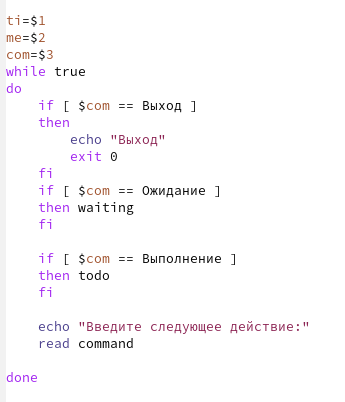 ti=$1
me=$2
com=$3
while true
do
    if [ $com == Выход ]
    then
        echo "Выход"
        exit 0
    fi
    if [ $com == Ожидание ]
    then waiting
    fi

    if [ $com == Выполнение ]
    then todo
    fi

    echo "Введите следующее действие:"
    read command

done